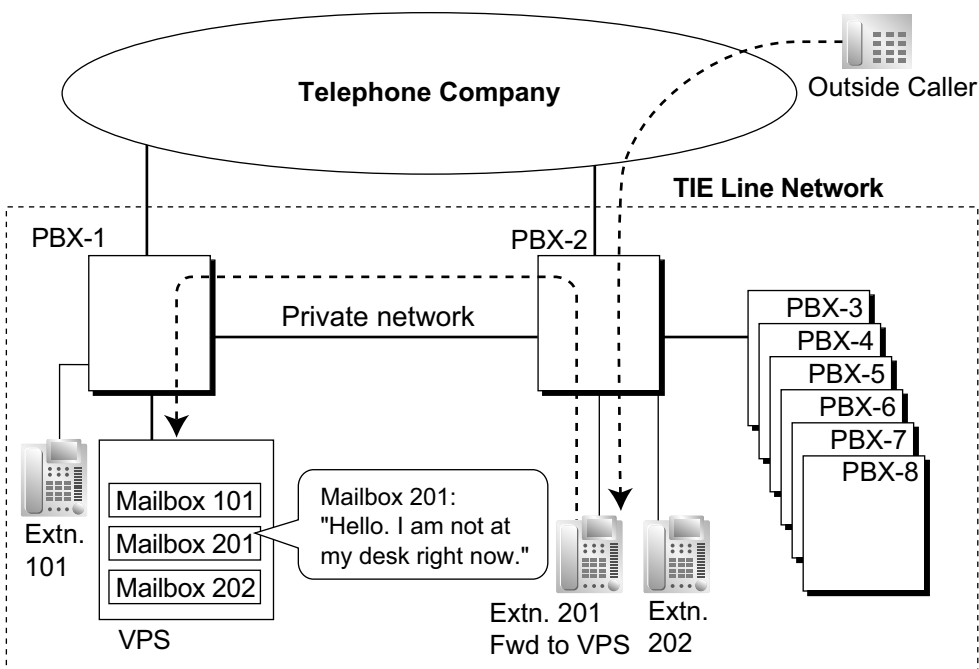 Telephone Company
Outside Caller
TIE Line Network
PBX-1
PBX-2
Private network
PBX-3
PBX-4
PBX-5
PBX-6
PBX-7
PBX-8
Extn.
101
Mailbox 101
Mailbox 201
Mailbox 202
VPS
Mailbox 201:
"Hello. I am not at
my desk right now."
Extn. 201
Fwd to VPS
Extn.
202